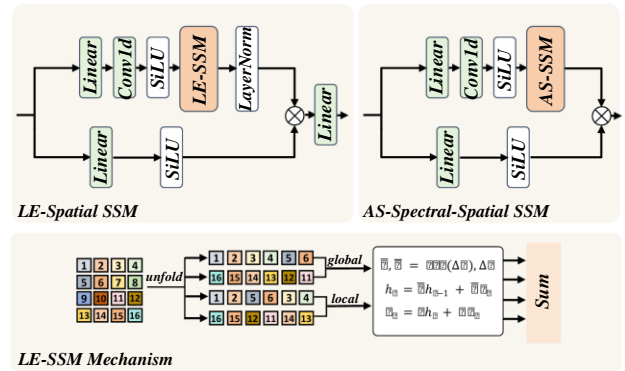 Linear
Conv1d
SiLU
LE-SSM
LayerNorm
Linear
Linear
SiLU
LE-Spatial SSM
Linear
Conv1d
SiLU
AS-SSM
Linear
SiLU
AS-Spectral-Spatial SSM
1 2 3 4
5 6 7 8
9 10 11 12
13 14 15 16
unfold
1 2 3 4 5 6
16 15 14 13 12 11
1 2 5 6 3 4
16 15 12 11 14 13
global
local
Sum
LE-SSM Mechanism